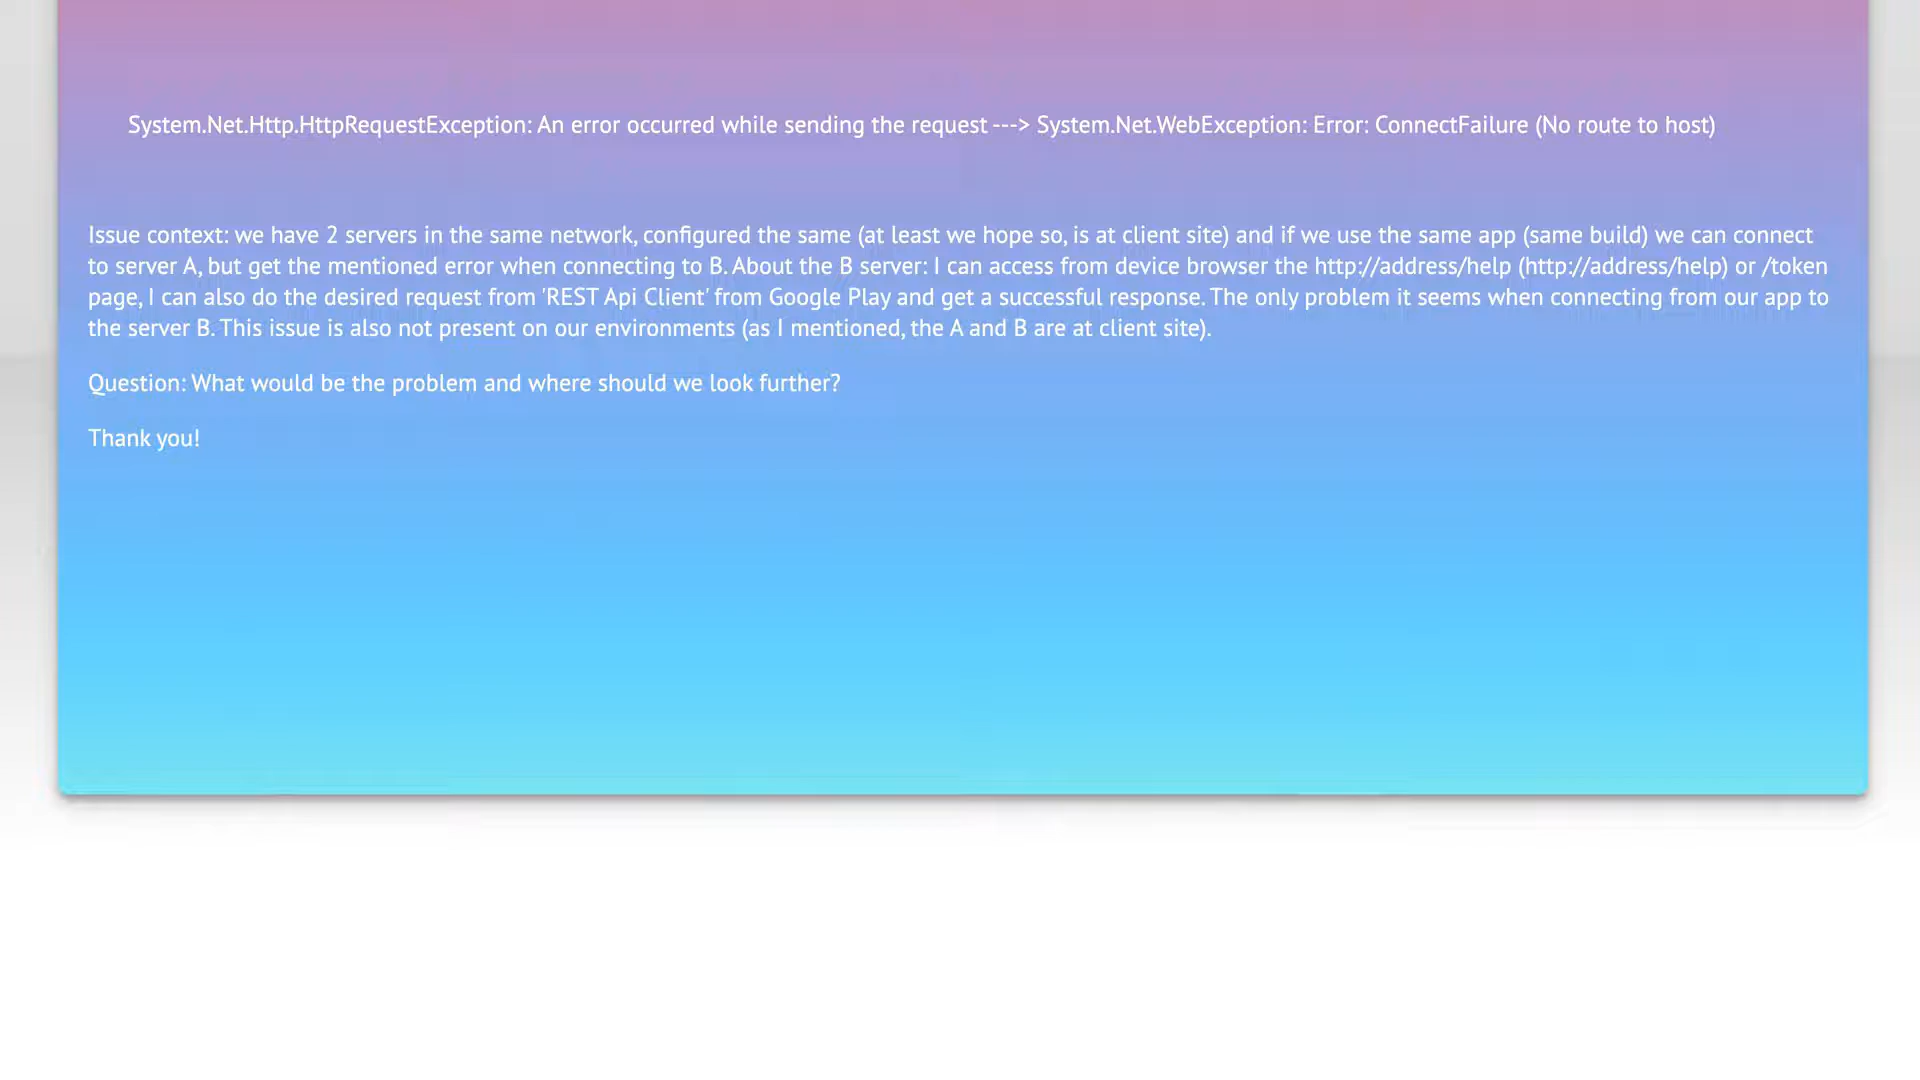 System.Net.Http.HttpRequestException: An error occurred while sending the request ---> System.Net.WebException: Error: ConnectFailure (No route to host)
Issue context: we have 2 servers in the same network, configured the same (at least we hope so, is at client site) and if we use the same app (same build) we can connect
to server A, but get the mentioned error when connecting to B. About the B server: I can access from device browser the http://address/help (http://address/help) or /token
page, I can also do the desired request from 'REST Api Client' from Google Play and get a successful response. The only problem it seems when connecting from our app to
the server B. This issue is also not present on our environments (as I mentioned, the A and B are at client site).
Question: What would be the problem and where should we look further?
Thank you!